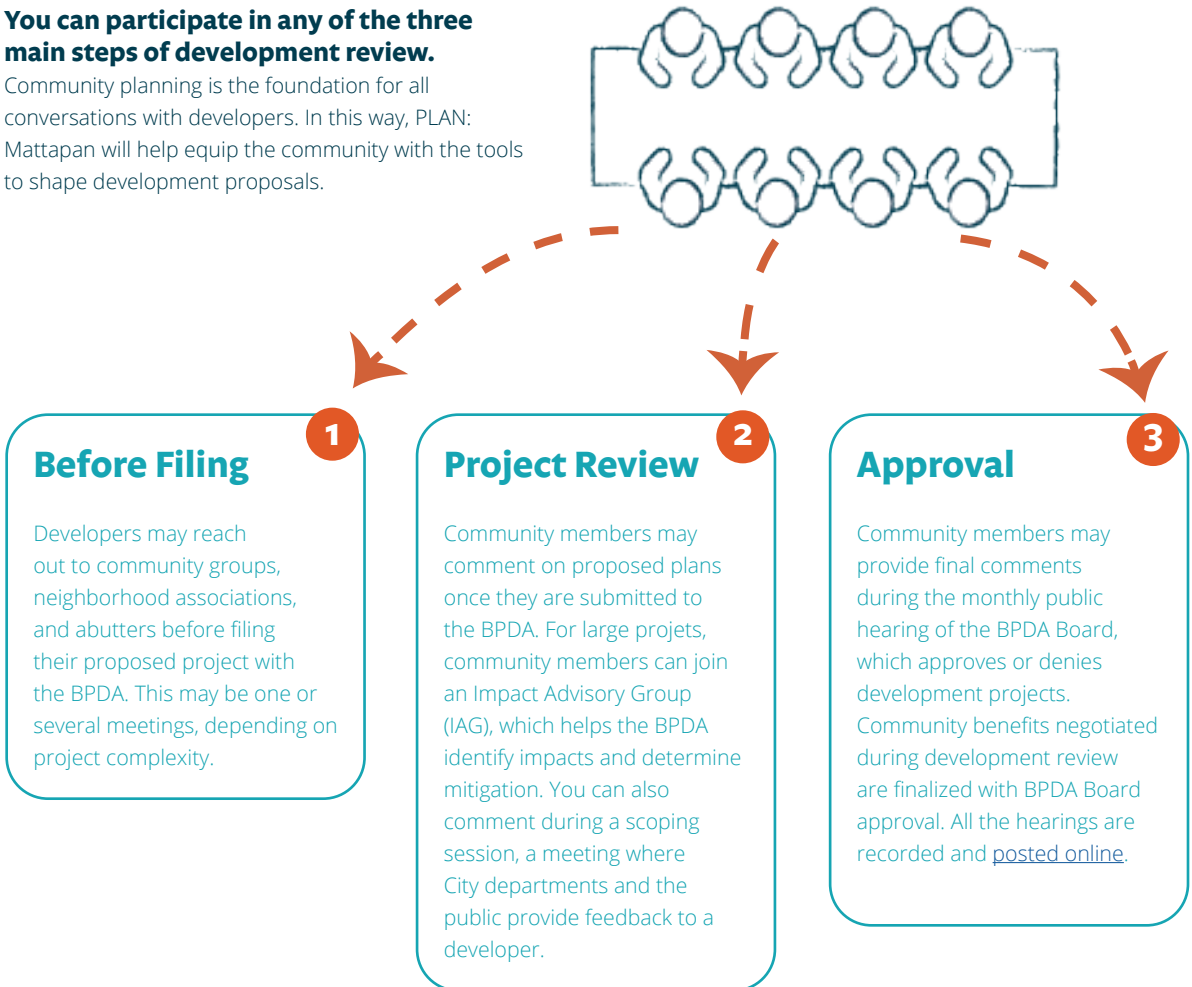 You can participate in any of the three
main steps of development review.
Community planning is the foundation for all
conversations with developers. In this way, PLAN:
Mattapan will help equip the community with the tools
to shape development proposals.
1
Before Filing
Developers may reach
out to community groups,
neighborhood associations,
and abutters before filing
their proposed project with
the BPDA. This may be one or
several meetings, depending on
project complexity.
2
Project Review
Community members may
comment on proposed plans
once they are submitted to
the BPDA. For large projets,
community members can join
an Impact Advisory Group
(IAG), which helps the BPDA
identify impacts and determine
mitigation. You can also
comment during a scoping
session, a meeting where
City departments and the
public provide feedback to a
developer.
3
Approval
Community members may
provide final comments
during the monthly public
hearing of the BPDA Board,
which approves or denies
development projects.
Community benefits negotiated
during development review
are finalized with BPDA Board
approval. All the hearings are
recorded and posted online.